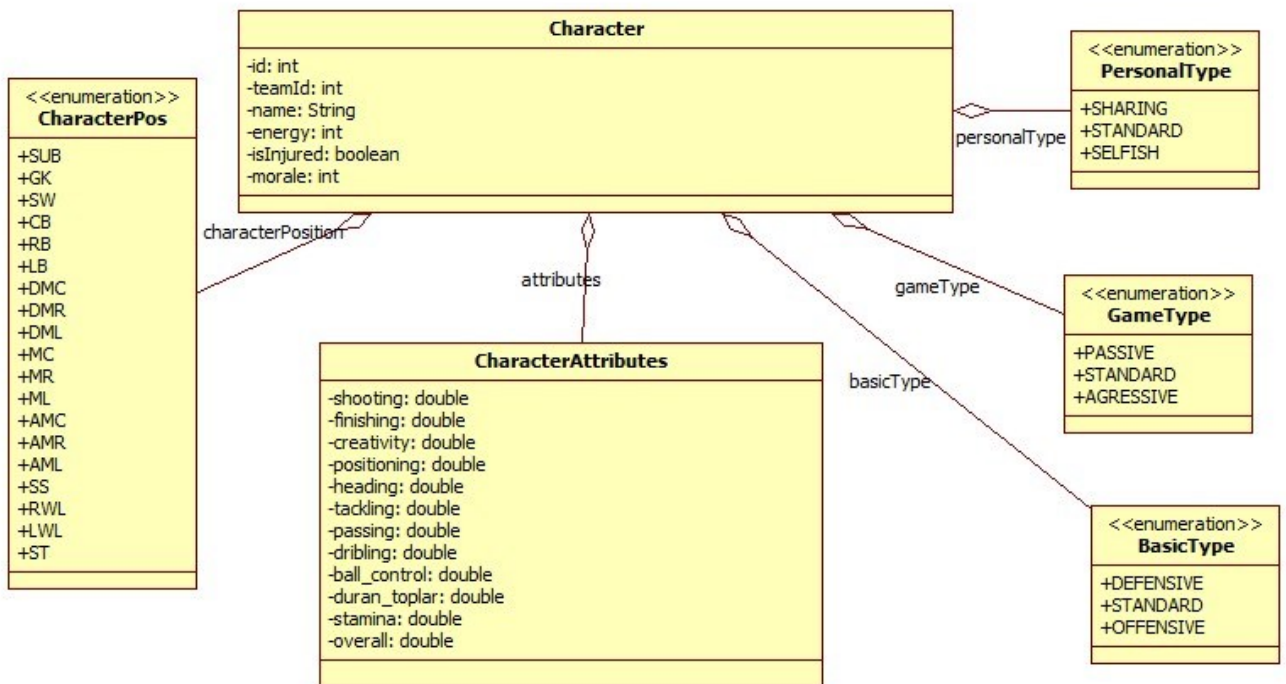 Character
-id: int
-teamId: int
-name: String
-energy: int
-isInjured: boolean
-morale: int
<<enumeration>>
PersonalType
+SHARING
+STANDARD
+SELFISH
personalType
<<enumeration>>
CharacterPos
+SUB
+GK
+SW
+CB
+RB
+LB
+DMC
+DMR
+DML
+MC
+MR
+ML
+AMC
+AMR
+AML
+SS
+RWL
+LWL
+ST
characterPosition
attributes
gameType
basicType
<<enumeration>>
GameType
+PASSIVE
+STANDARD
+AGRESSIVE
CharacterAttributes
-shooting: double
-finishing: double
-creativity: double
-positioning: double
-heading: double
-tackling: double
-passing: double
-dribling: double
-ball_control: double
-duran_toplar: double
-stamina: double
-overall: double
<<enumeration>>
BasicType
+DEFENSIVE
+STANDARD
+OFFENSIVE